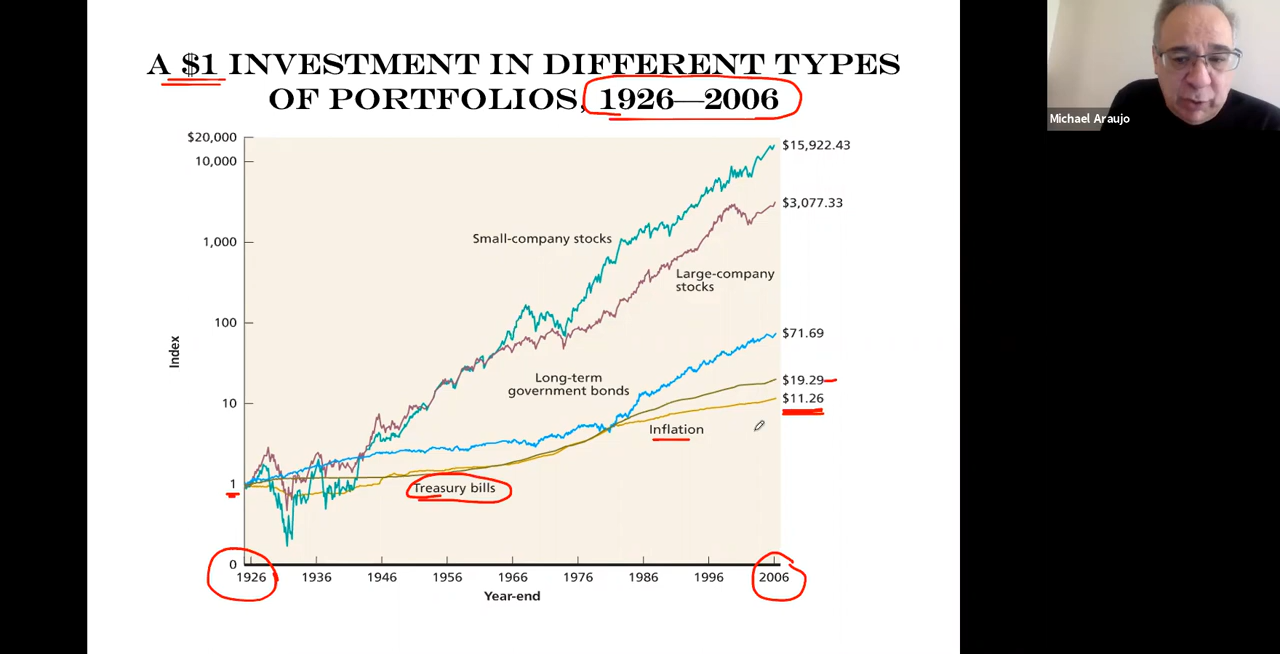 A $1 INVESTMENT IN DIFFERENT TYPES
OF PORTFOLIOS, 1926—2006
Michael Araujo
$20,000
10,000
1,000
100
10
1
0
Index
$15,922.43
$3,077.33
$71.69
$19.29
$11.26
Small-company stocks
Large-company
stocks
Long-term
government bonds
Inflation
Treasury bills
1926 1936 1946 1956 1966 1976 1986 1996 2006
Year-end